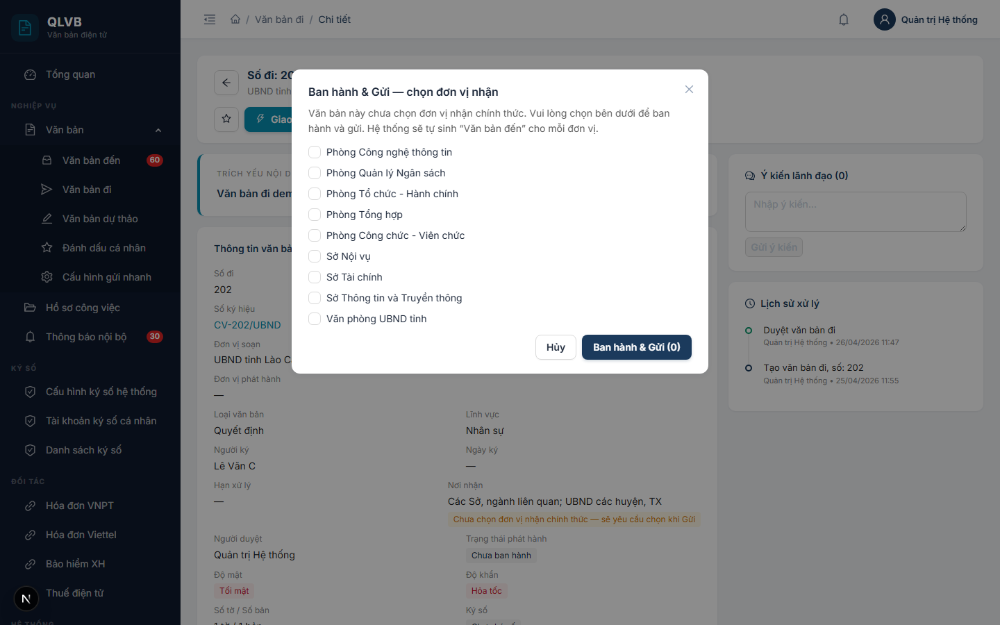 QLVB
Văn bản điện tử
Tổng quan
NGHIỆP VỤ
Văn bản
Văn bản đến
60
Văn bản đi
Văn bản dự thảo
Đánh dấu cá nhân
Cấu hình gửi nhanh
Hồ sơ công việc
Thông báo nội bộ
30
KÝ SỐ
Cấu hình ký số hệ thống
Tài khoản ký số cá nhân
Danh sách ký số
ĐỐI TÁC
Hóa đơn VNPT
Hóa đơn Viettel
Bảo hiểm XH
Thuế điện tử
HỆ THỐNG
/ Văn bản đi / Chi tiết
Quản trị Hệ thống
Số đi: 20
UBND tỉnh
Giao
TRÍCH YẾU NỘI D
Văn bản đi dem
Ban hành & Gửi — chọn đơn vị nhận
Văn bản này chưa chọn đơn vị nhận chính thức. Vui lòng chọn bên dưới để ban
hành và gửi. Hệ thống sẽ tự sinh “Văn bản đến” cho mỗi đơn vị.
Phòng Công nghệ thông tin
Phòng Quản lý Ngân sách
Phòng Tổ chức - Hành chính
Phòng Tổng hợp
Phòng Công chức - Viên chức
Sở Nội vụ
Sở Tài chính
Sở Thông tin và Truyền thông
Văn phòng UBND tỉnh
Hủy
Ban hành & Gửi (0)
Thông tin văn bả
Số đi
202
Số ký hiệu
CV-202/UBND
Đơn vị soạn
UBND tỉnh Lào C
Đơn vị phát hành
—
Loại văn bản
Quyết định
Lĩnh vực
Nhân sự
Người ký
Lê Văn C
Ngày ký
—
Hạn xử lý
—
Nơi nhận
Các Sở, ngành liên quan; UBND các huyện, TX
Chưa chọn đơn vị nhận chính thức — sẽ yêu cầu chọn khi Gửi
Người duyệt
Quản trị Hệ thống
Trạng thái phát hành
Chưa ban hành
Độ mật
Tối mật
Độ khẩn
Hỏa tốc
Số tờ / Số bản
1 tờ / 1 bản
Ký số
Ý kiến lãnh đạo (0)
Nhập ý kiến...
Gửi ý kiến
Lịch sử xử lý
Duyệt văn bản đi
Quản trị Hệ thống • 26/04/2026 11:47
Tạo văn bản đi, số: 202
Quản trị Hệ thống • 25/04/2026 11:55